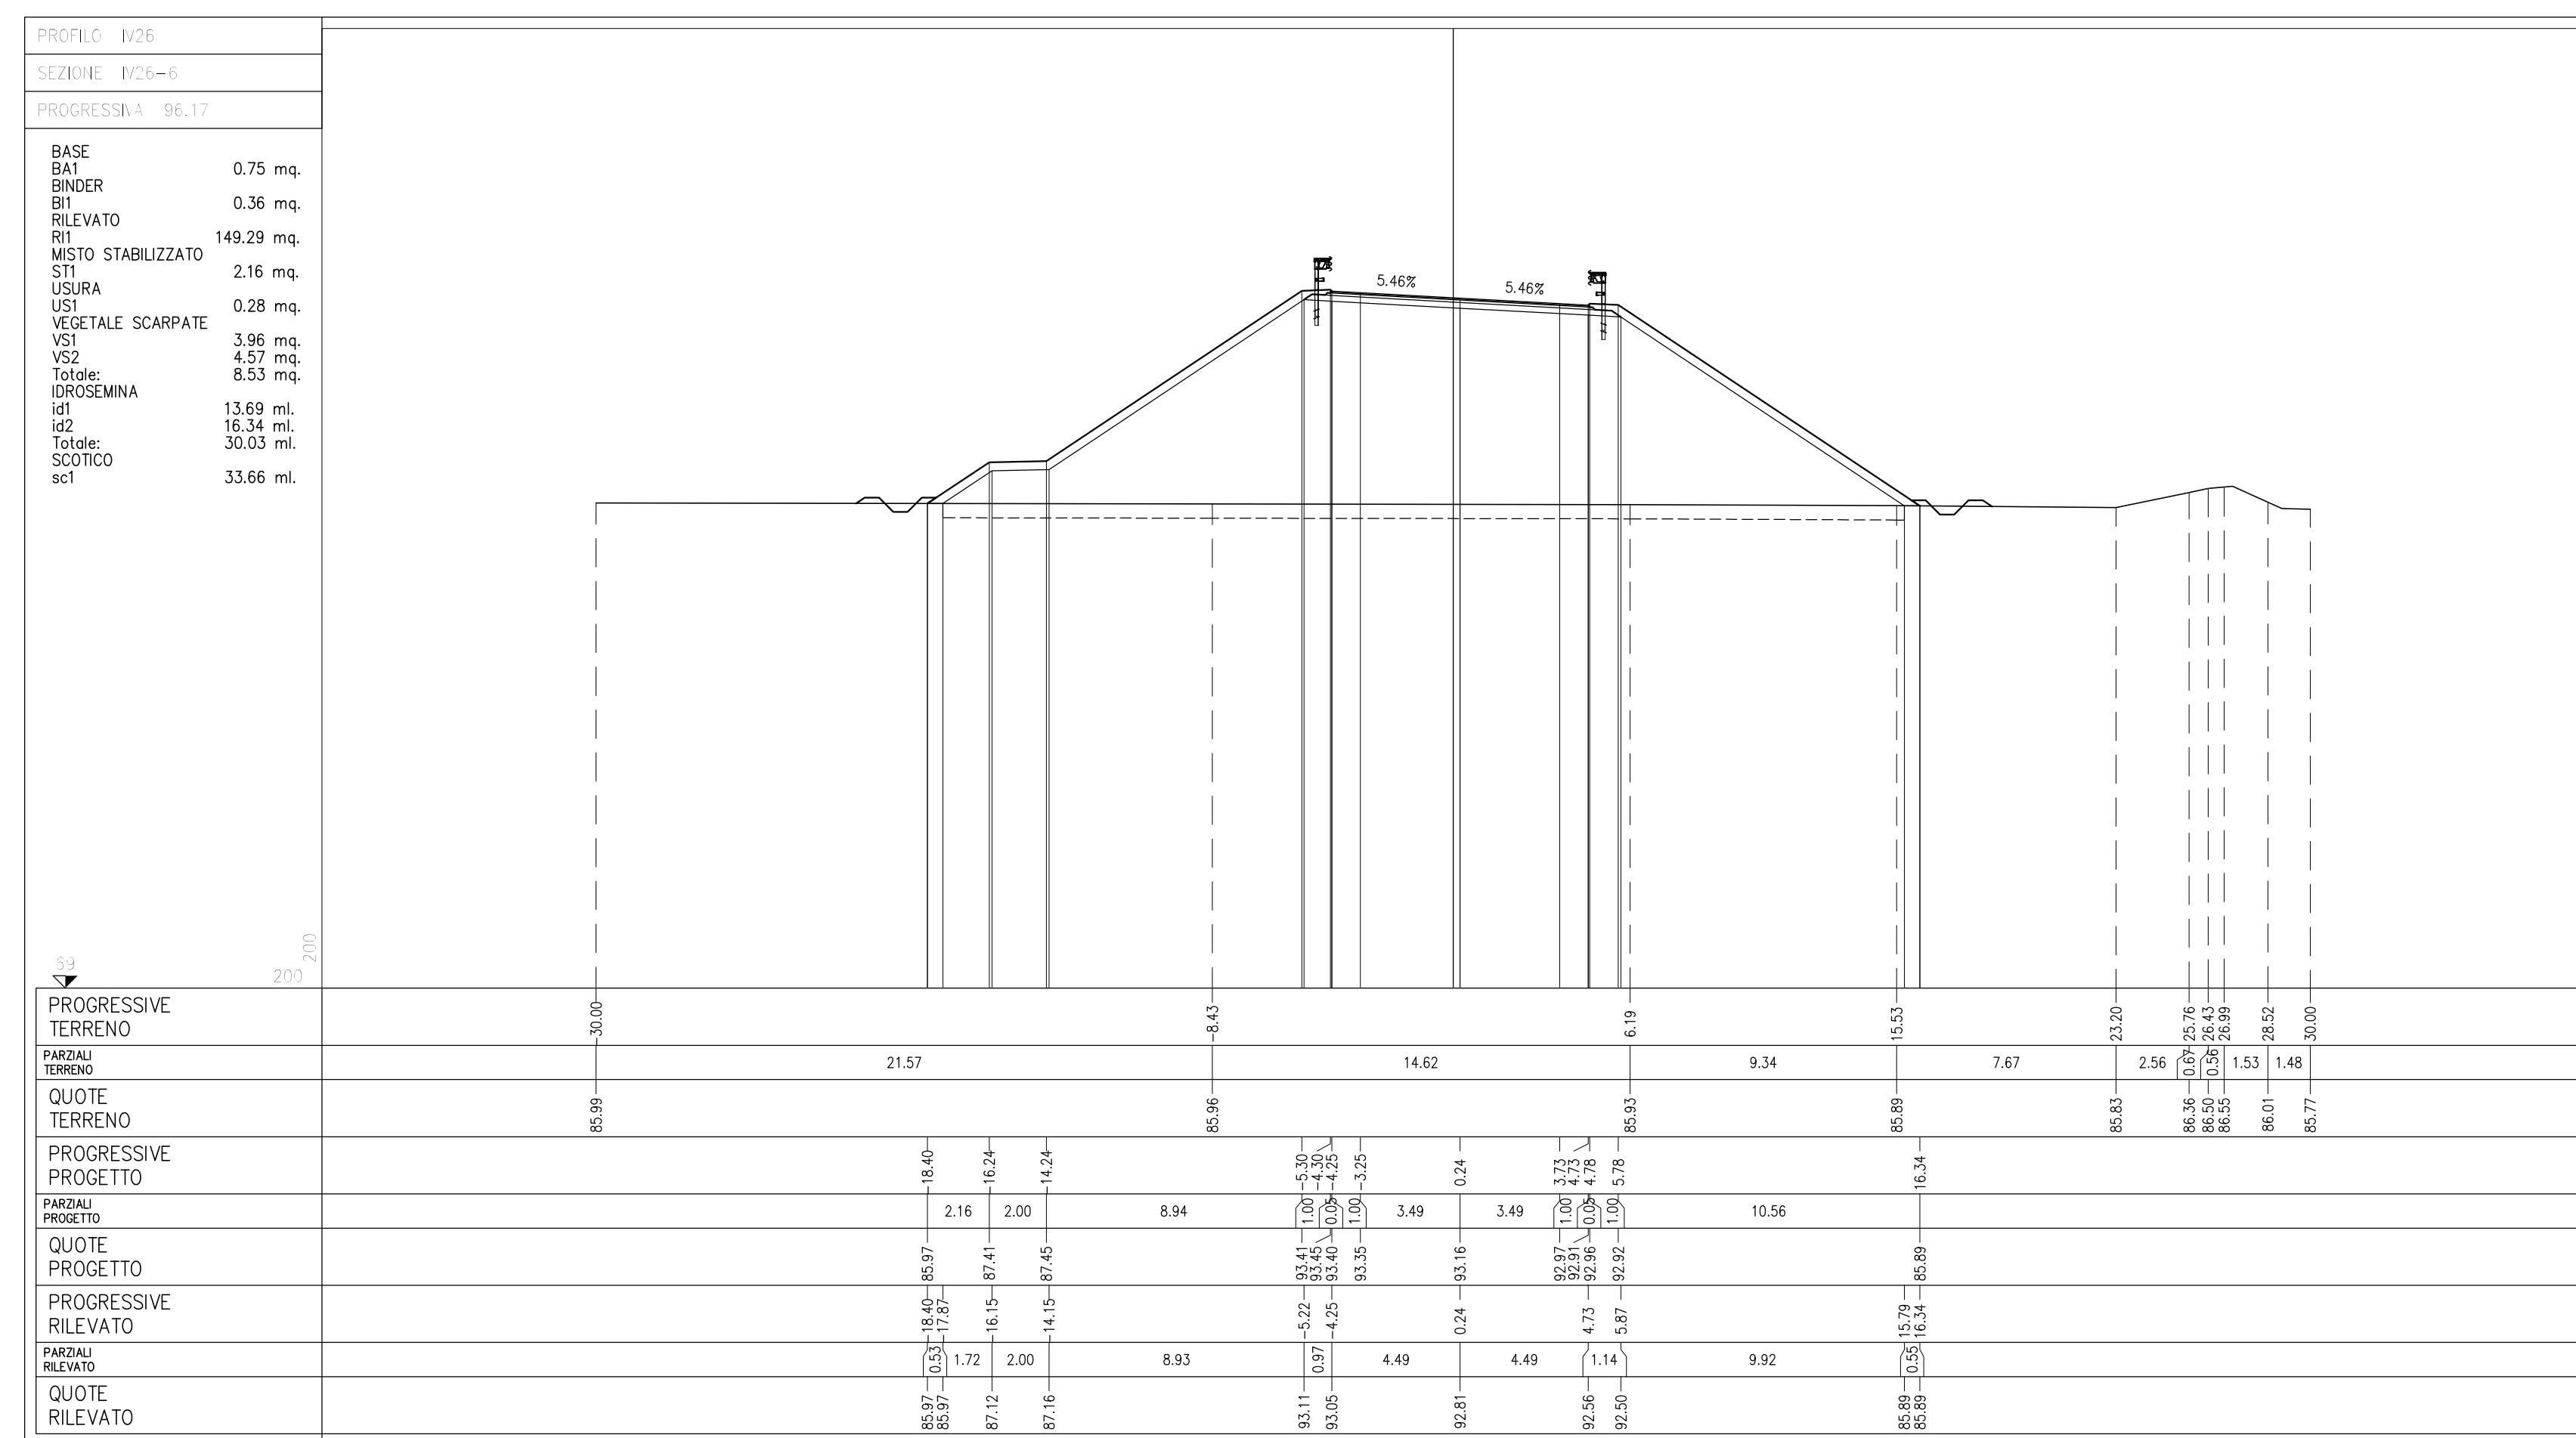 PROFILO IV26
SEZIONE IV26-6
PROGRESSIVA 96.17
BASE
BA1 0.75 mq.
BINDER
BI1 0.36 mq.
RILEVATO
RI1 149.29 mq.
MISTO STABILIZZATO
ST1 2.16 mq.
USURA
US1 0.28 mq.
VEGETALE SCARPATE
VS1 3.96 mq.
VS2 4.57 mq.
Totale: 8.53 mq.
IDROSEMINA
id1 13.69 ml.
id2 16.34 ml.
Totale: 30.03 ml.
SCOTICO
sc1 33.66 ml.
5.46% 5.46%
69
200
200
PROGRESSIVE
TERRENO
-30.00 -8.43 6.19 15.53 23.20 25.76 26.43 26.99 28.52 30.00
PARZIALI
TERRENO
21.57 14.62 9.34 7.67 2.56 0.67 0.56 1.53 1.48
QUOTE
TERRENO
85.99 85.96 85.93 85.89 85.83 86.36 86.50 86.55 86.01 85.77
PROGRESSIVE
PROGETTO
-18.40 -16.24 -14.24 -5.30 -4.30 -4.25 -3.25 0.24 3.73 4.73 4.78 5.78 16.34
PARZIALI
PROGETTO
2.16 2.00 8.94 1.00 0.05 1.00 3.49 3.49 1.00 0.05 1.00 10.56
QUOTE
PROGETTO
85.97 87.41 87.45 93.41 93.45 93.40 93.35 93.16 92.97 92.91 92.96 92.92 85.89
PROGRESSIVE
RILEVATO
-18.40 -17.87 -16.15 -14.15 -5.22 -4.25 0.24 4.73 5.87 15.79 16.34
PARZIALI
RILEVATO
0.53 1.72 2.00 8.93 0.97 4.49 4.49 1.14 9.92 0.55
QUOTE
RILEVATO
85.97 85.97 87.12 87.16 93.11 93.05 92.81 92.56 92.50 85.89 85.89